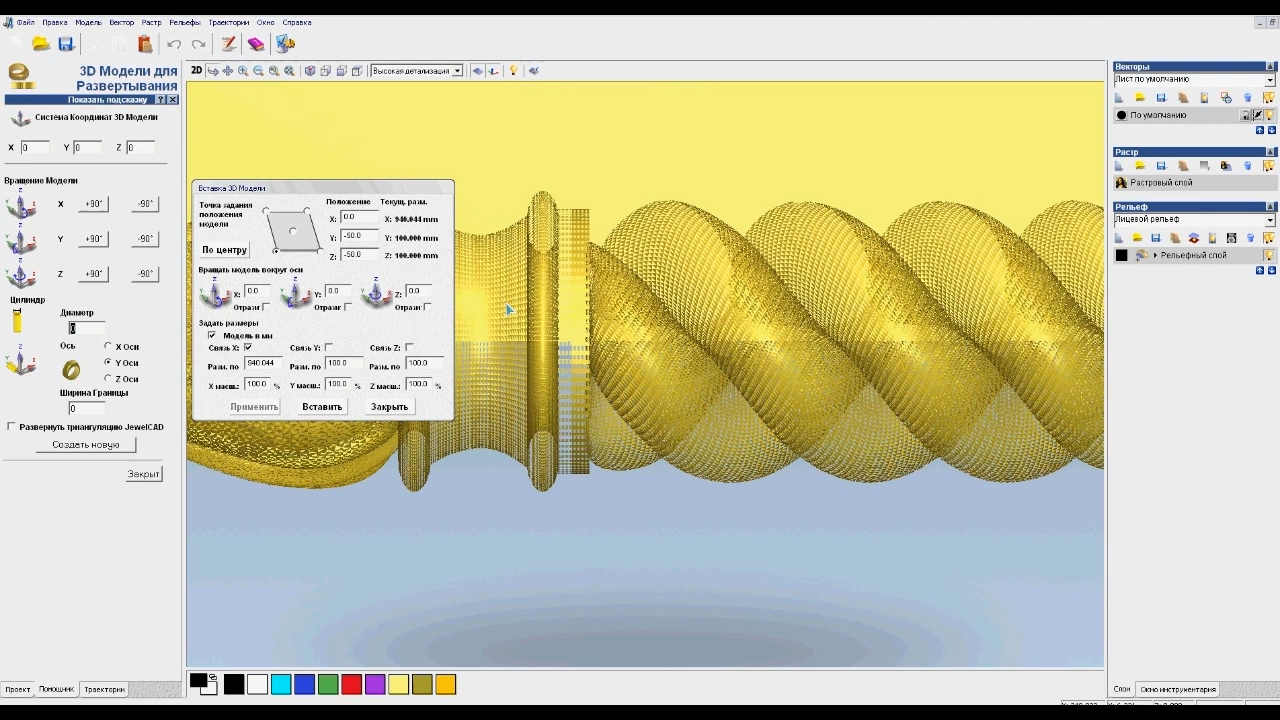 Файл Правка Модель Вектор Растр Рельефы Траектории Окно Справка
3D Модели для
Развертывания
Показать подсказку ? X
Система Координат 3D Модели
X 0 Y 0 Z 0
Вращение Модели
X +90° -90°
Y +90° -90°
Z +90° -90°
Цилиндр
Диаметр
0
Ось
X Оси
Y Оси
Z Оси
Ширина Границы
0
Развернуть триангуляцию JewelCAD
Создать новую
Закрыт
Проект Помощник Траектории
2D Высокая детализация
Вставка 3D Модели
Точка задания
положения
модели
По центру
Положение Текущ. разм.
X: 0.0 X: 940.044 mm
Y: -50.0 Y: 100.000 mm
Z: -50.0 Z: 100.000 mm
Вращать модель вокруг оси
X: 0.0 Y: 0.0 Z: 0.0
Отразит Отразит Отразит
Задать размеры
Модель в мм
Связь X: Связь Y: Связь Z:
Разм. по 940.044 Разм. по 100.0 Разм. по 100.0
X масш.: 100.0 % Y масш.: 100.0 % Z масш.: 100.0 %
Применить Вставить Закрыть
Векторы
Лист по умолчанию
По умолчанию
Растр
Растровый слой
Рельеф
Лицевой рельеф
Рельефный слой
Слои Окно инструментария